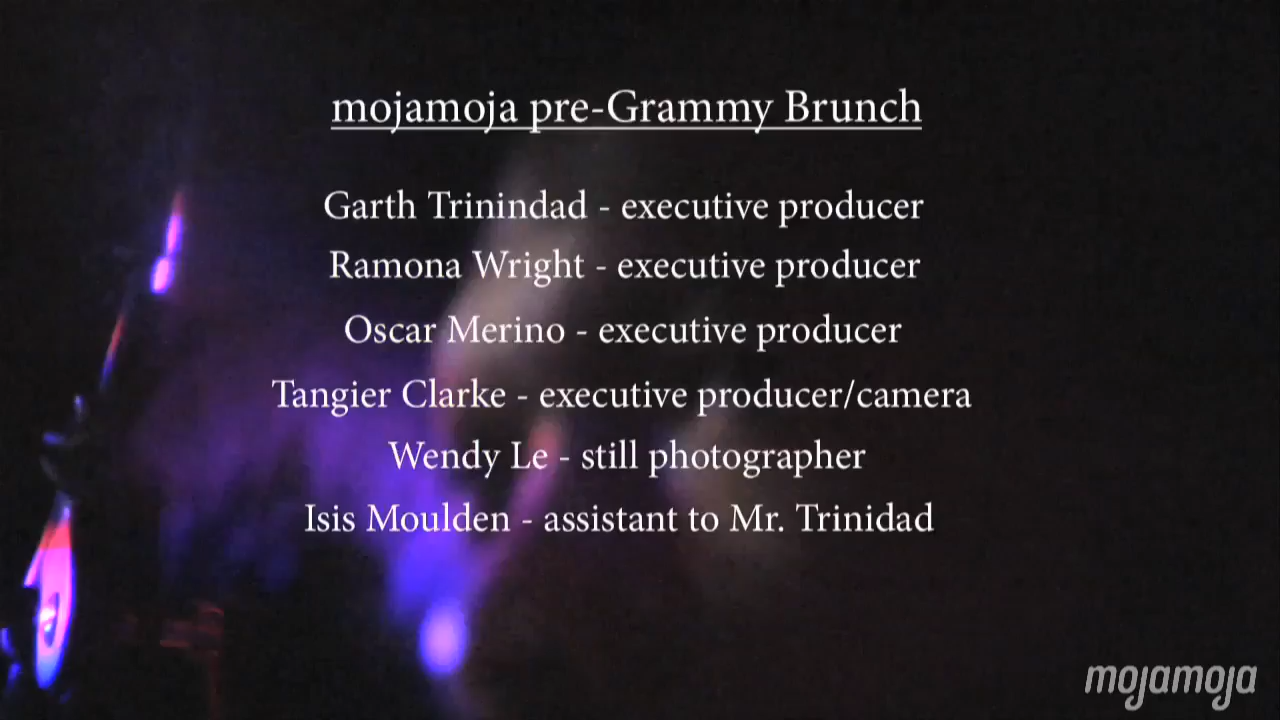 mojamoja pre-Grammy Brunch
Garth Trinindad - executive producer
Ramona Wright - executive producer
Oscar Merino - executive producer
Tangier Clarke - executive producer/camera
Wendy Le - still photographer
Isis Moulden - assistant to Mr. Trinidad
mojamoja